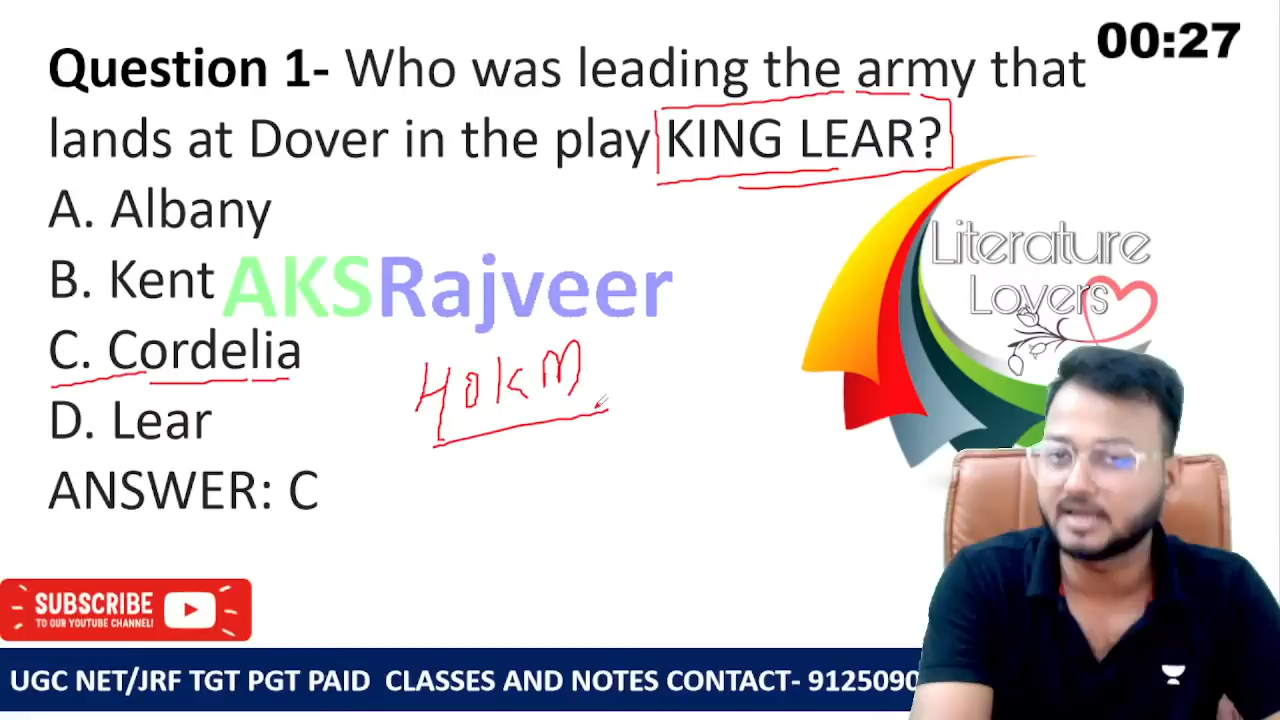 Question 1- Who was leading the army that
00:27
lands at Dover in the play KING LEAR?
A. Albany
Literature
B. Kent
AKSRajveer
Lovers
C. Cordelia
40KM
D. Lear
ANSWER: C
SUBSCRIBE
TO OUR YOUTUBE CHANNEL!
UGC NET/JRF TGT PGT PAID CLASSES AND NOTES CONTACT- 9125090